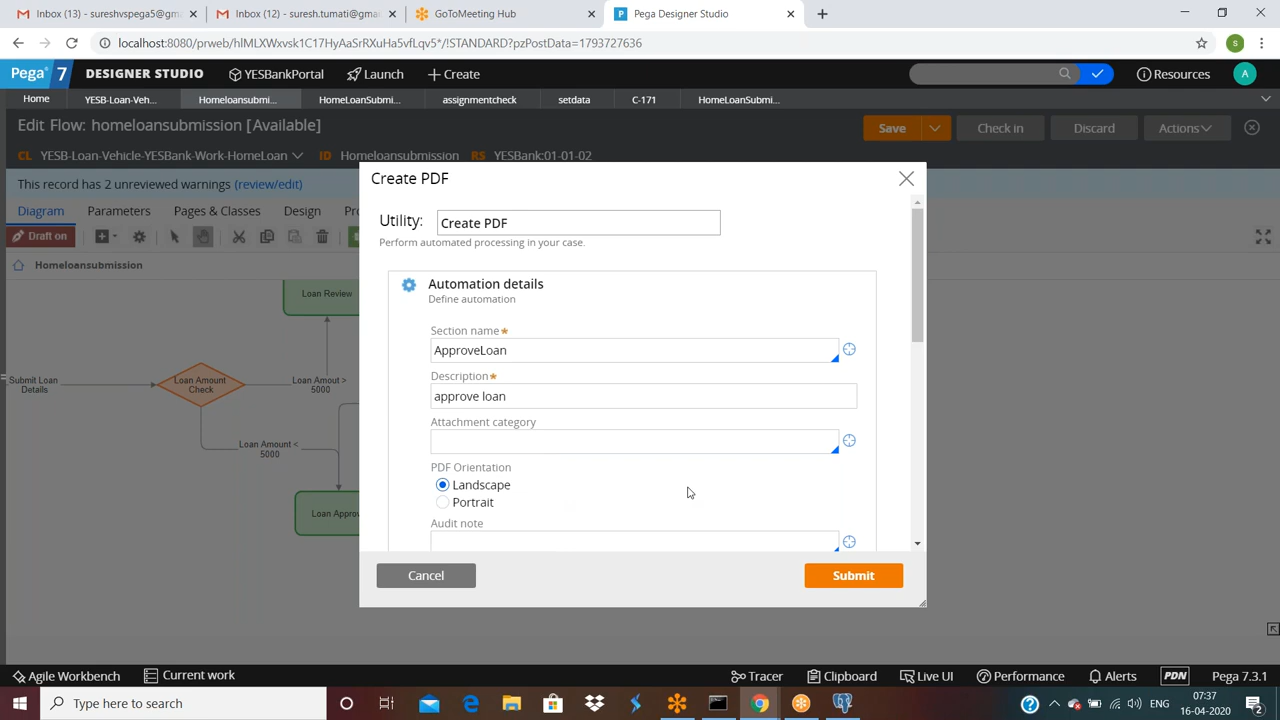 Inbox (13) - sureshvspega5@gm
Inbox (12) - suresh.tumati@gmai
GoToMeeting Hub
Pega Designer Studio
localhost:8080/prweb/hlMLXWxvsk1C17HyAaSrRXuHa5vfLqv5*/!STANDARD?pzPostData=1793727636
S
Pega 7 DESIGNER STUDIO YESBankPortal Launch Create Resources A
Home YESB-Loan-Veh... Homeloansubmi... HomeLoanSubmi... assignmentcheck setdata C-171 HomeLoanSubmi...
Edit Flow: homeloansubmission [Available] Save Check in Discard Actions
CL YESB-Loan-Vehicle-YESBank-Work-HomeLoan ID Homeloansubmission RS YESBank:01-01-02
This record has 2 unreviewed warnings (review/edit)
Diagram Parameters Pages & Classes Design Pr
Draft on
Homeloansubmission
Loan Review
Submit Loan
Details
Loan Amount
Check
Loan Amout >
5000
Loan Amount <
5000
Loan Approv
Create PDF
Utility: Create PDF
Perform automated processing in your case.
Automation details
Define automation
Section name*
ApproveLoan
Description*
approve loan
Attachment category
PDF Orientation
Landscape
Portrait
Audit note
Cancel Submit
Agile Workbench Current work Tracer Clipboard Live UI Performance Alerts PDN Pega 7.3.1
Type here to search
ENG
07:37
16-04-2020
2